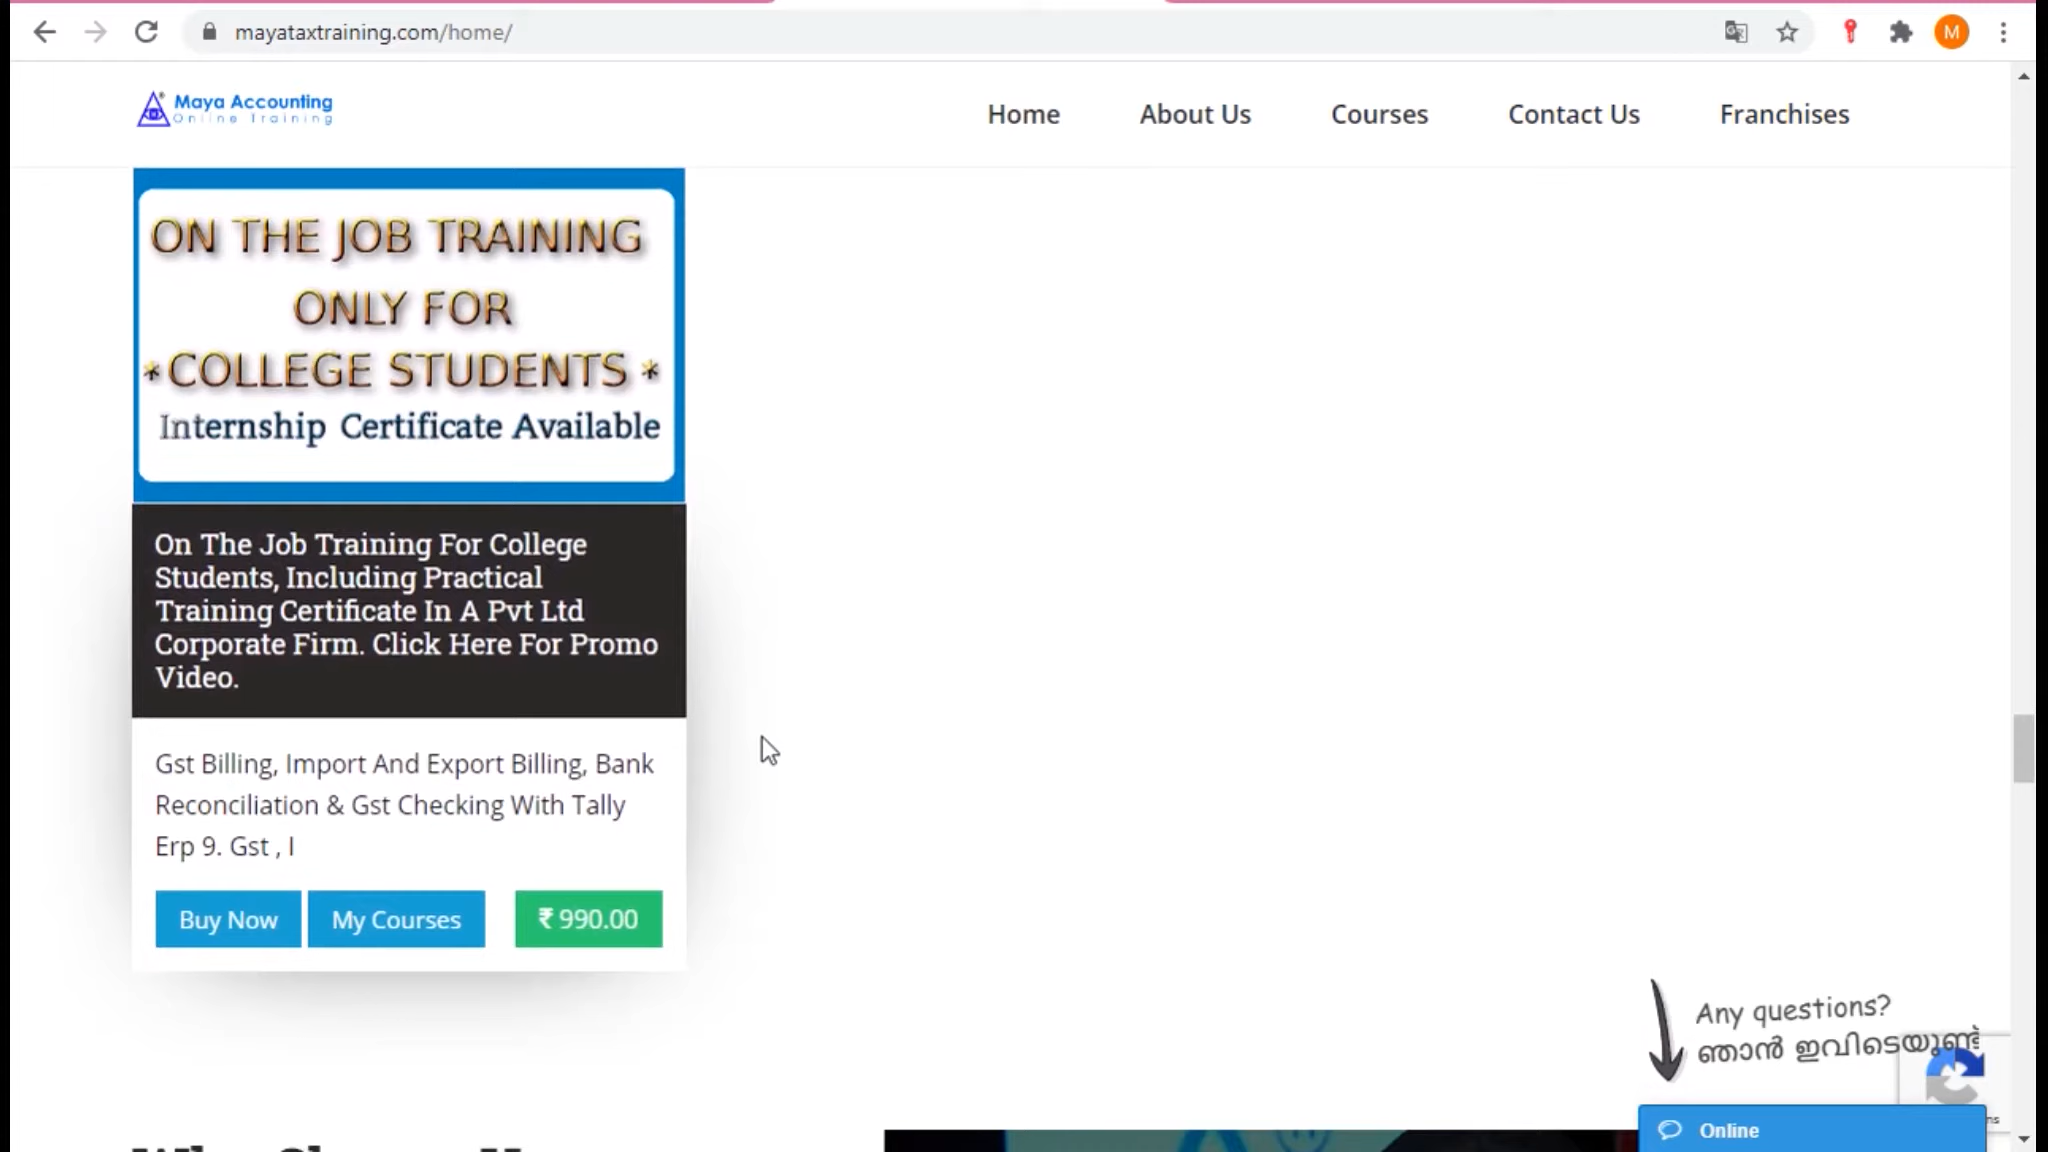 mayataxtraining.com/home/
M
Maya Accounting
Online Training
Home
About Us
Courses
Contact Us
Franchises
ON THE JOB TRAINING
ONLY FOR
*COLLEGE STUDENTS*
Internship Certificate Available
On The Job Training For College
Students, Including Practical
Training Certificate In A Pvt Ltd
Corporate Firm. Click Here For Promo
Video.
Gst Billing, Import And Export Billing, Bank
Reconciliation & Gst Checking With Tally
Erp 9. Gst , I
Buy Now
My Courses
₹ 990.00
Any questions?
ഞാൻ ഇവിടെയുണ്ട്
Online